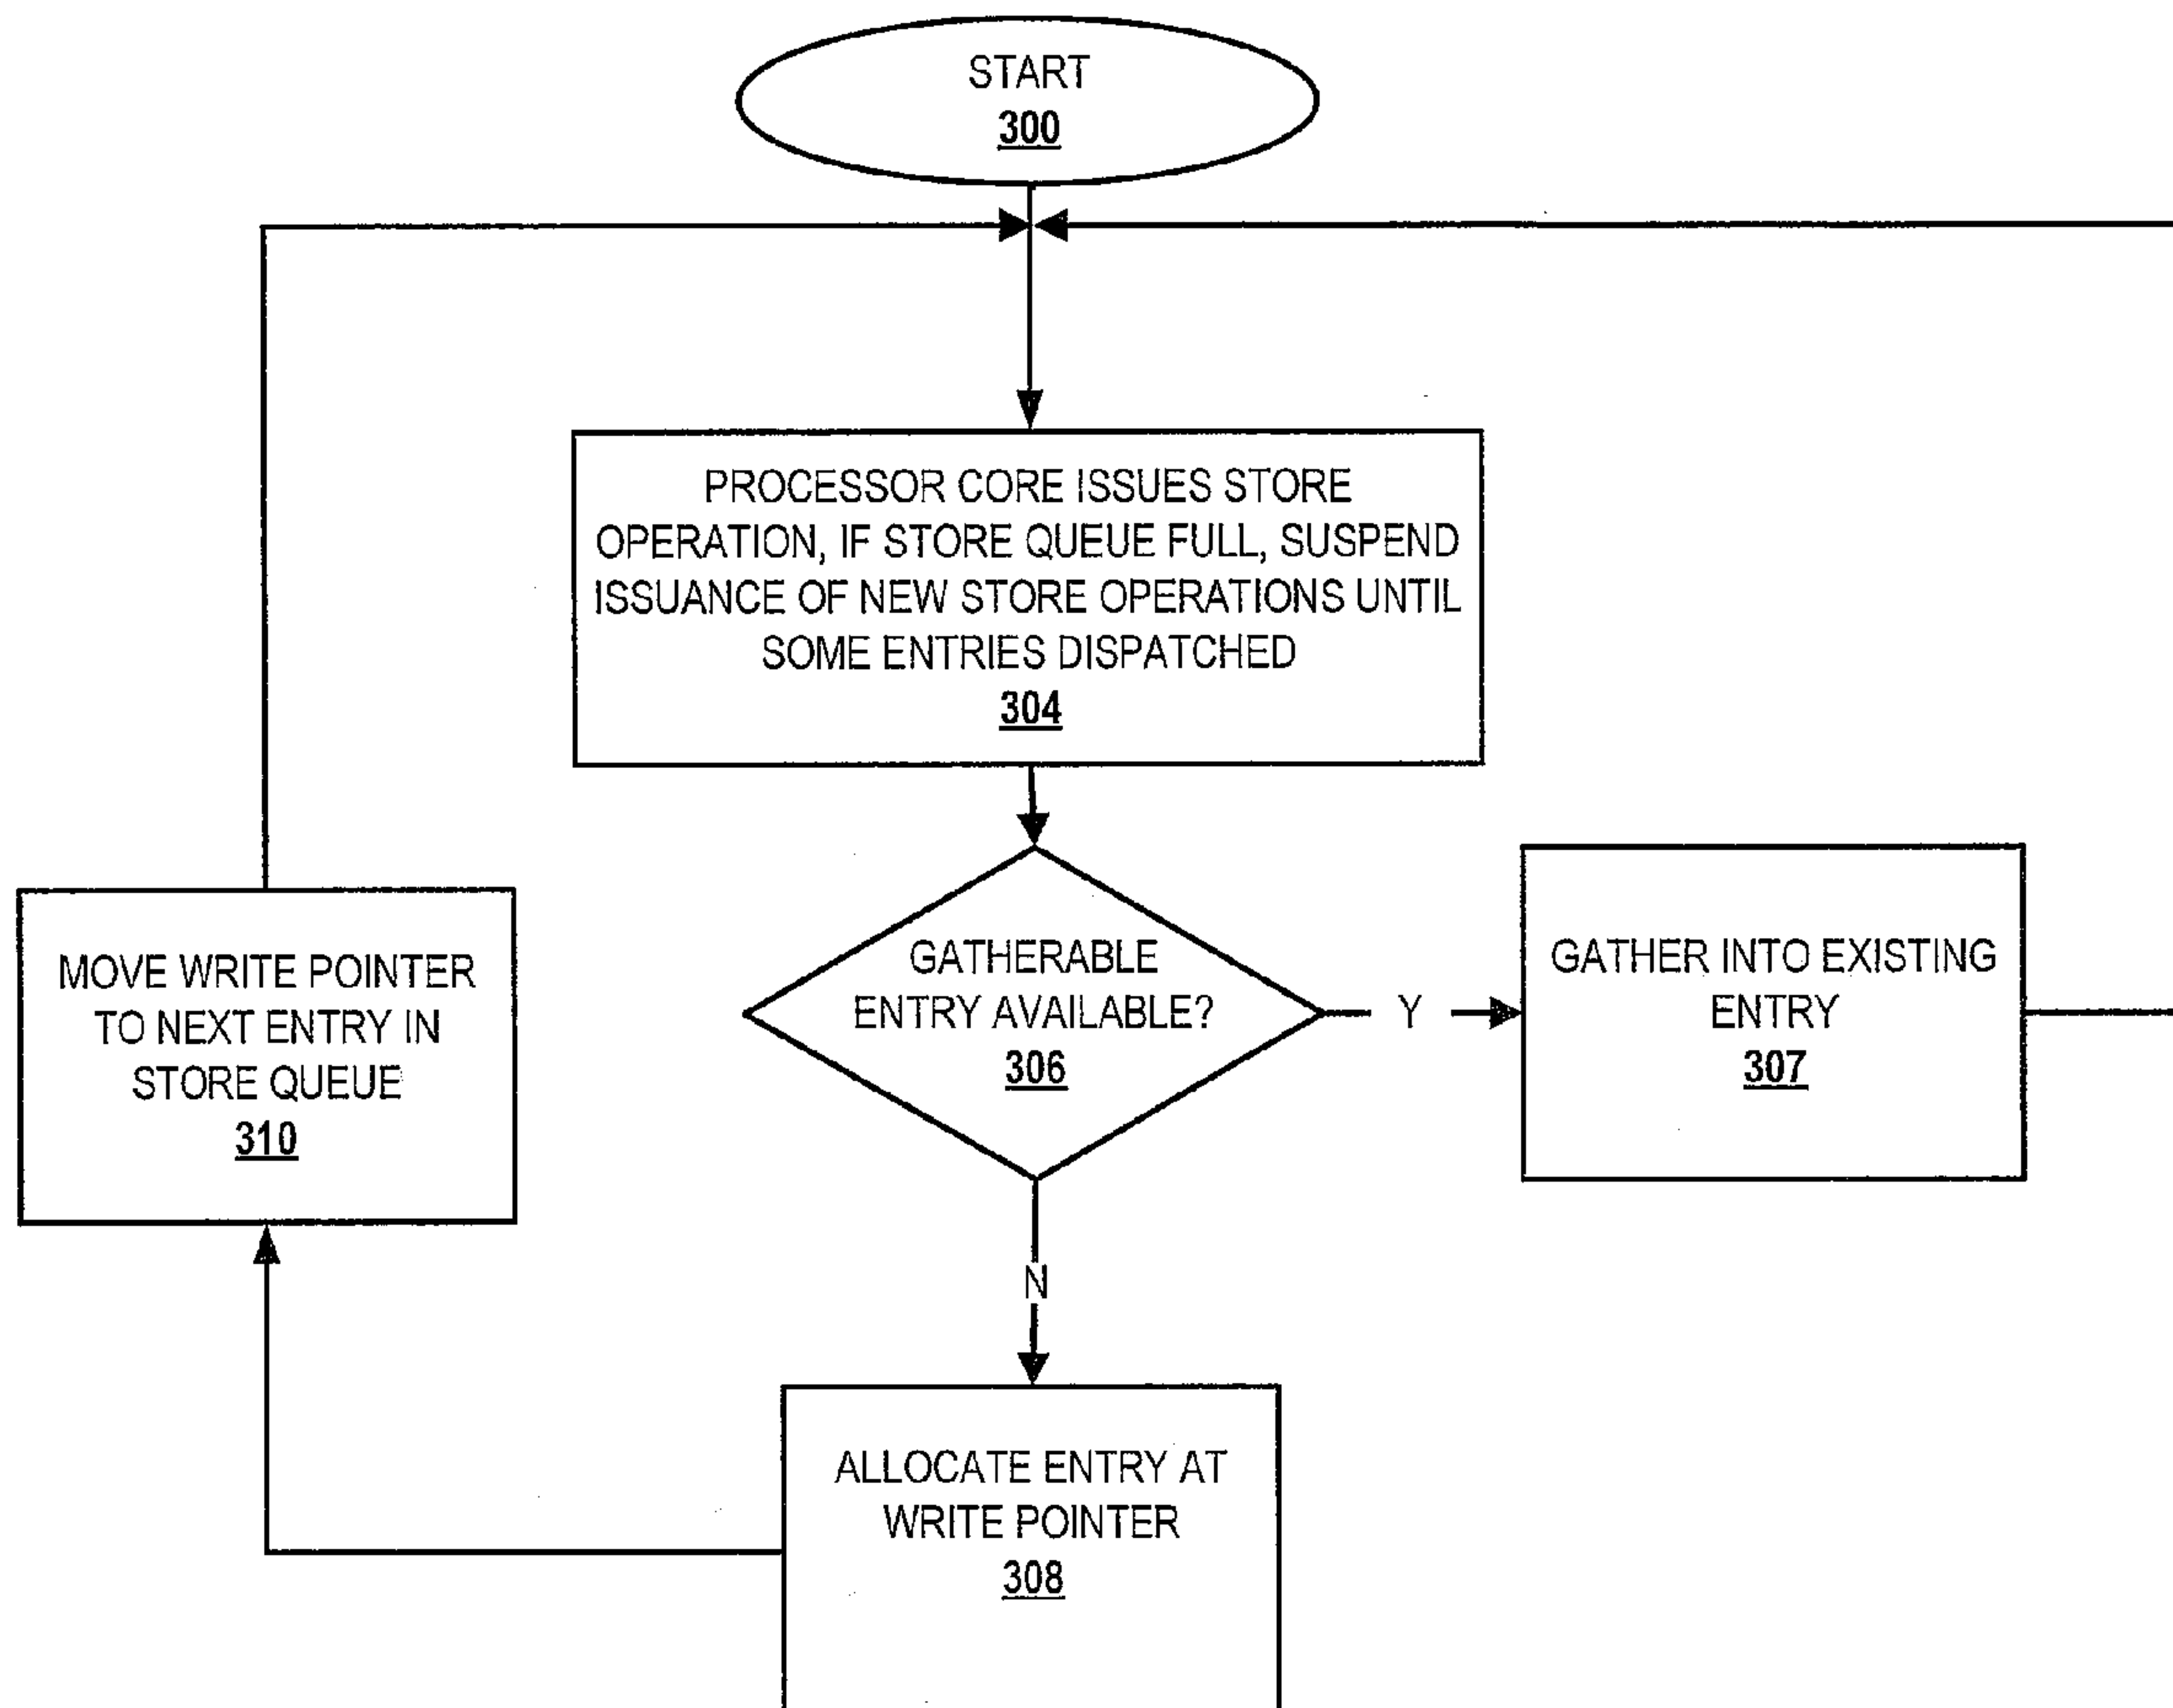 START
300
PROCESSOR CORE ISSUES STORE
OPERATION, IF STORE QUEUE FULL, SUSPEND
ISSUANCE OF NEW STORE OPERATIONS UNTIL
SOME ENTRIES DISPATCHED
304
GATHERABLE
ENTRY AVAILABLE?
306
Y
GATHER INTO EXISTING
ENTRY
307
MOVE WRITE POINTER
TO NEXT ENTRY IN
STORE QUEUE
310
N
ALLOCATE ENTRY AT
WRITE POINTER
308